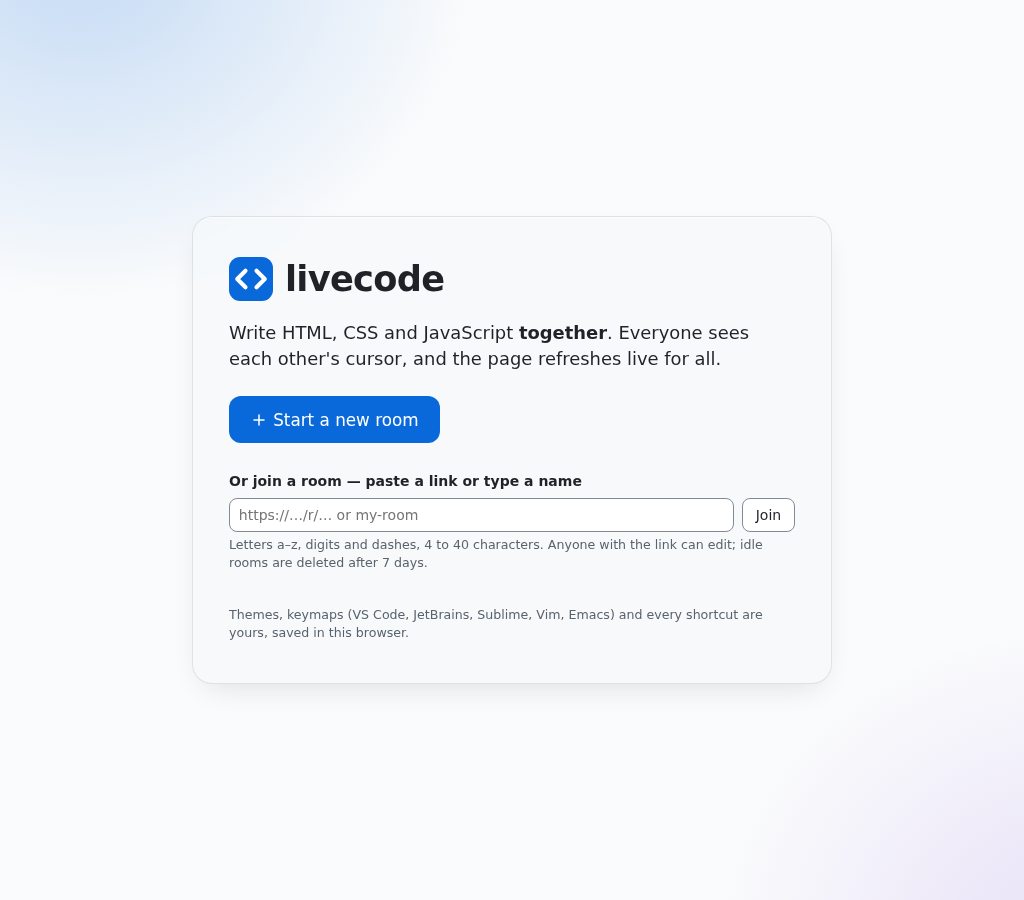 livecode
Write HTML, CSS and JavaScript together. Everyone sees
each other's cursor, and the page refreshes live for all.
+ Start a new room
Or join a room — paste a link or type a name
https://…/r/… or my-room
Join
Letters a–z, digits and dashes, 4 to 40 characters. Anyone with the link can edit; idle
rooms are deleted after 7 days.
Themes, keymaps (VS Code, JetBrains, Sublime, Vim, Emacs) and every shortcut are
yours, saved in this browser.